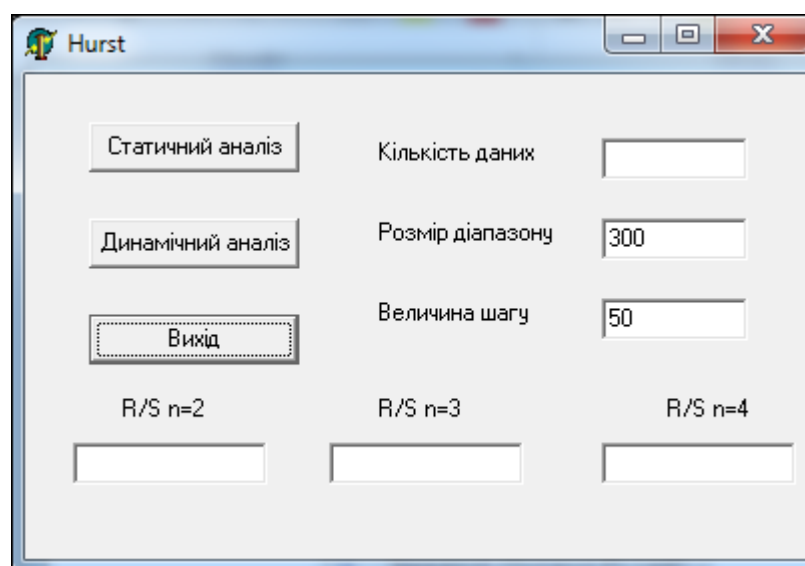 Hurst
Статичний аналіз
Кількість даних
Динамічний аналіз
Розмір діапазону
300
Вихід
Величина шагу
50
R/S n=2
R/S n=3
R/S n=4